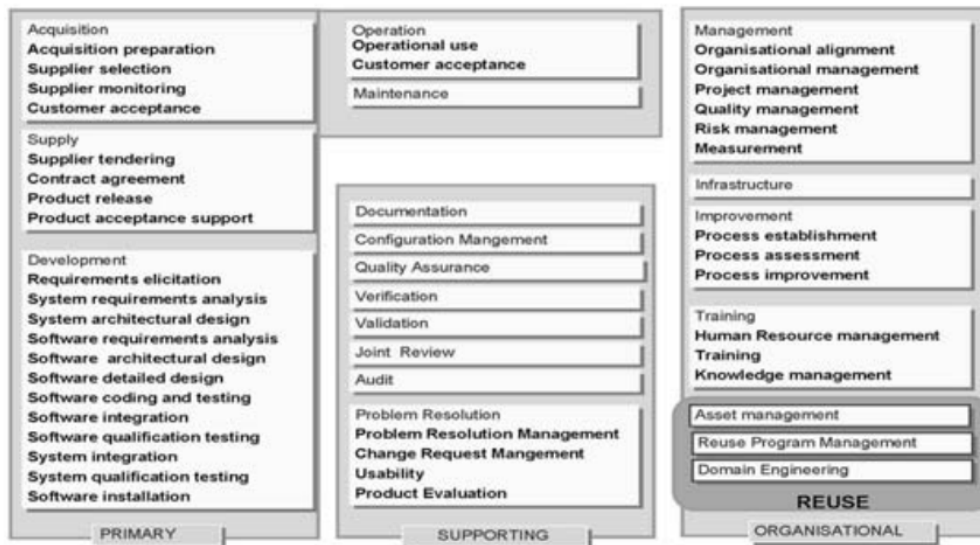 Acquisition
Acquisition preparation
Supplier selection
Supplier monitoring
Customer acceptance
Supply
Supplier tendering
Contract agreement
Product release
Product acceptance support
Development
Requirements elicitation
System requirements analysis
System architectural design
Software requirements analysis
Software architectural design
Software detailed design
Software coding and testing
Software integration
Software qualification testing
System integration
System qualification testing
Software installation
PRIMARY
Operation
Operational use
Customer acceptance
Maintenance
Documentation
Configuration Mangement
Quality Assurance
Verification
Validation
Joint Review
Audit
Problem Resolution
Problem Resolution Management
Change Request Mangement
Usability
Product Evaluation
SUPPORTING
Management
Organisational alignment
Organisational management
Project management
Quality management
Risk management
Measurement
Infrastructure
Improvement
Process establishment
Process assessment
Process improvement
Training
Human Resource management
Training
Knowledge management
Asset management
Reuse Program Management
Domain Engineering
REUSE
ORGANISATIONAL